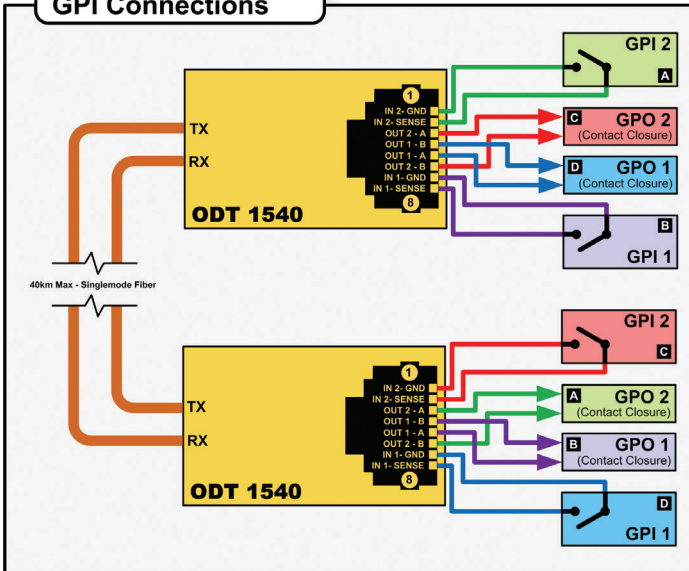 GPI Connections
TX
RX
ODT 1540
1
IN 2- GND
IN 2- SENSE
OUT 2 - A
OUT 1 - B
OUT 1 - A
OUT 2 - B
IN 1- GND
IN 1- SENSE
8
GPI 2
A
C GPO 2
(Contact Closure)
D GPO 1
(Contact Closure)
B
GPI 1
40km Max - Singlemode Fiber
TX
RX
ODT 1540
1
IN 2- GND
IN 2- SENSE
OUT 2 - A
OUT 1 - B
OUT 1 - A
OUT 2 - B
IN 1- GND
IN 1- SENSE
8
GPI 2
C
A GPO 2
(Contact Closure)
B GPO 1
(Contact Closure)
D
GPI 1